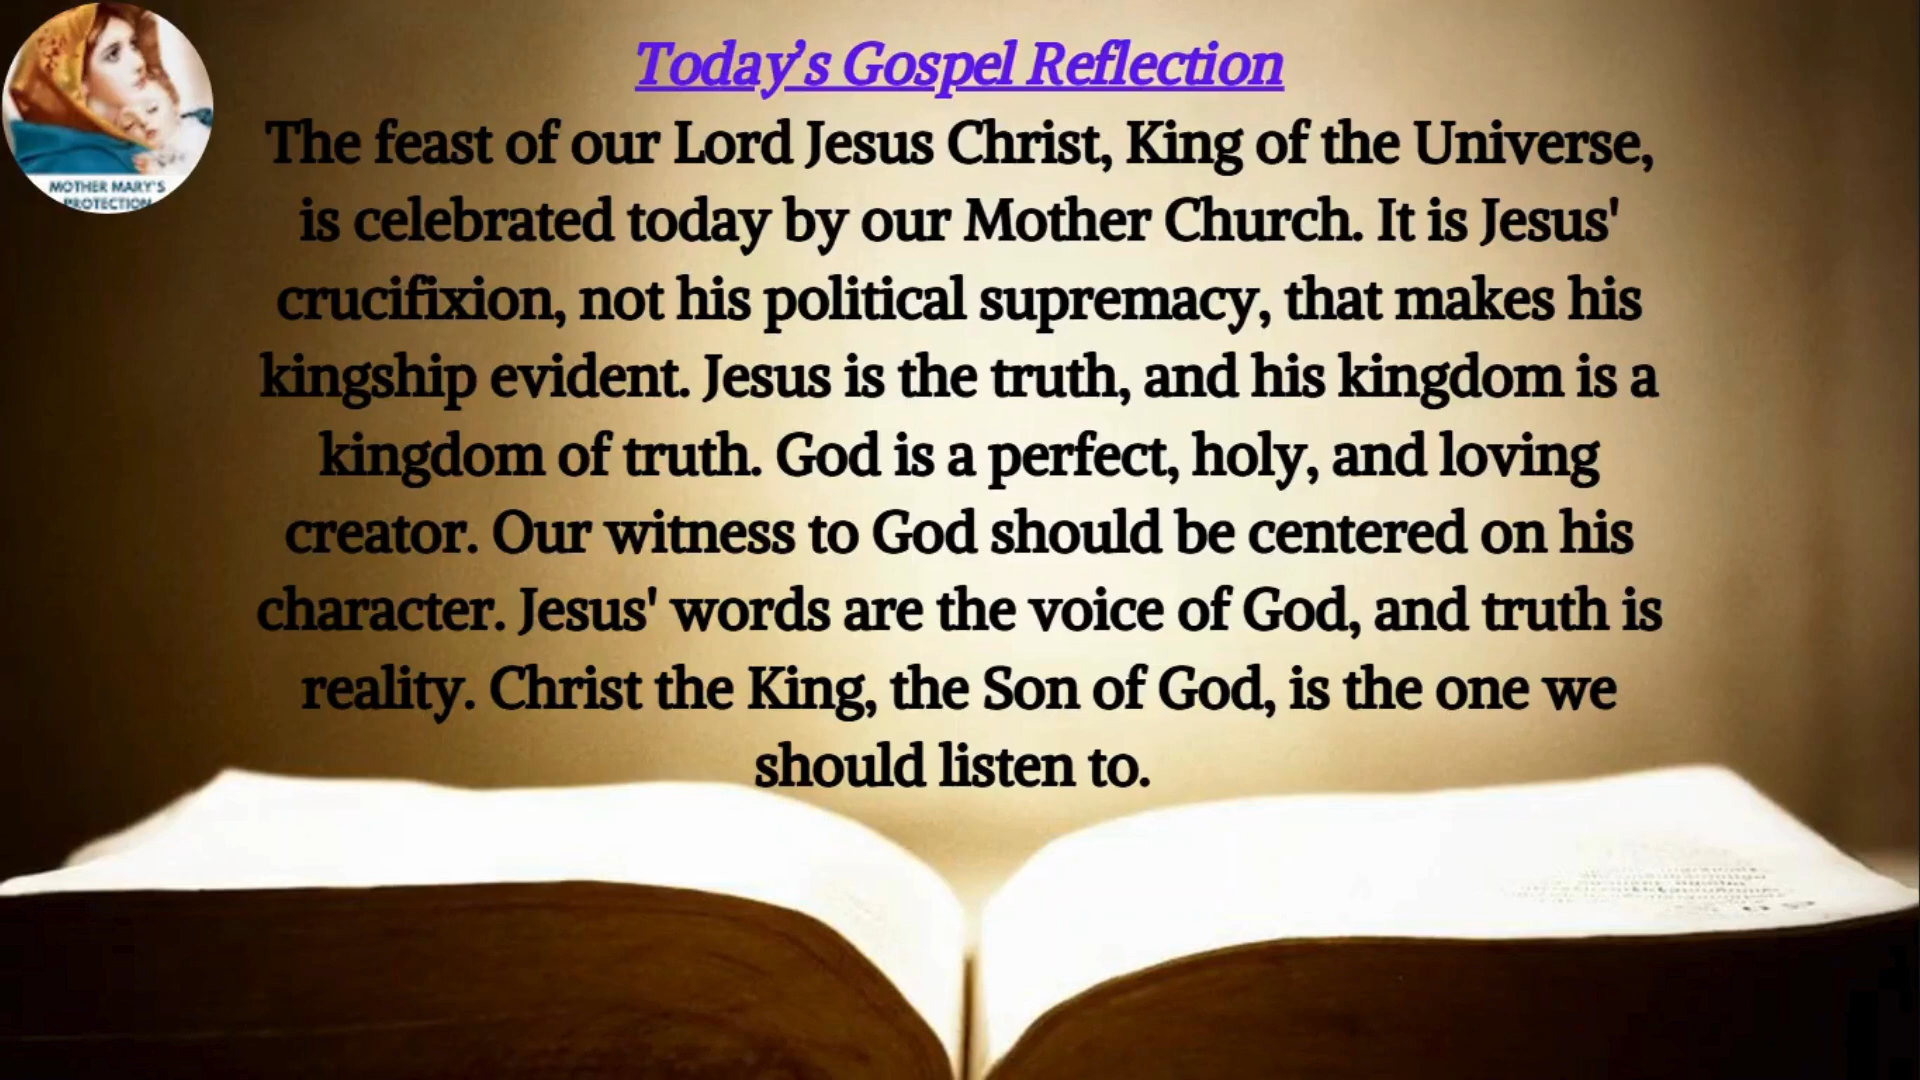 Today’s Gospel Reflection
The feast of our Lord Jesus Christ, King of the Universe,
is celebrated today by our Mother Church. It is Jesus'
crucifixion, not his political supremacy, that makes his
kingship evident. Jesus is the truth, and his kingdom is a
kingdom of truth. God is a perfect, holy, and loving
creator. Our witness to God should be centered on his
character. Jesus' words are the voice of God, and truth is
reality. Christ the King, the Son of God, is the one we
should listen to.
MOTHER MARY'S
PROTECTION